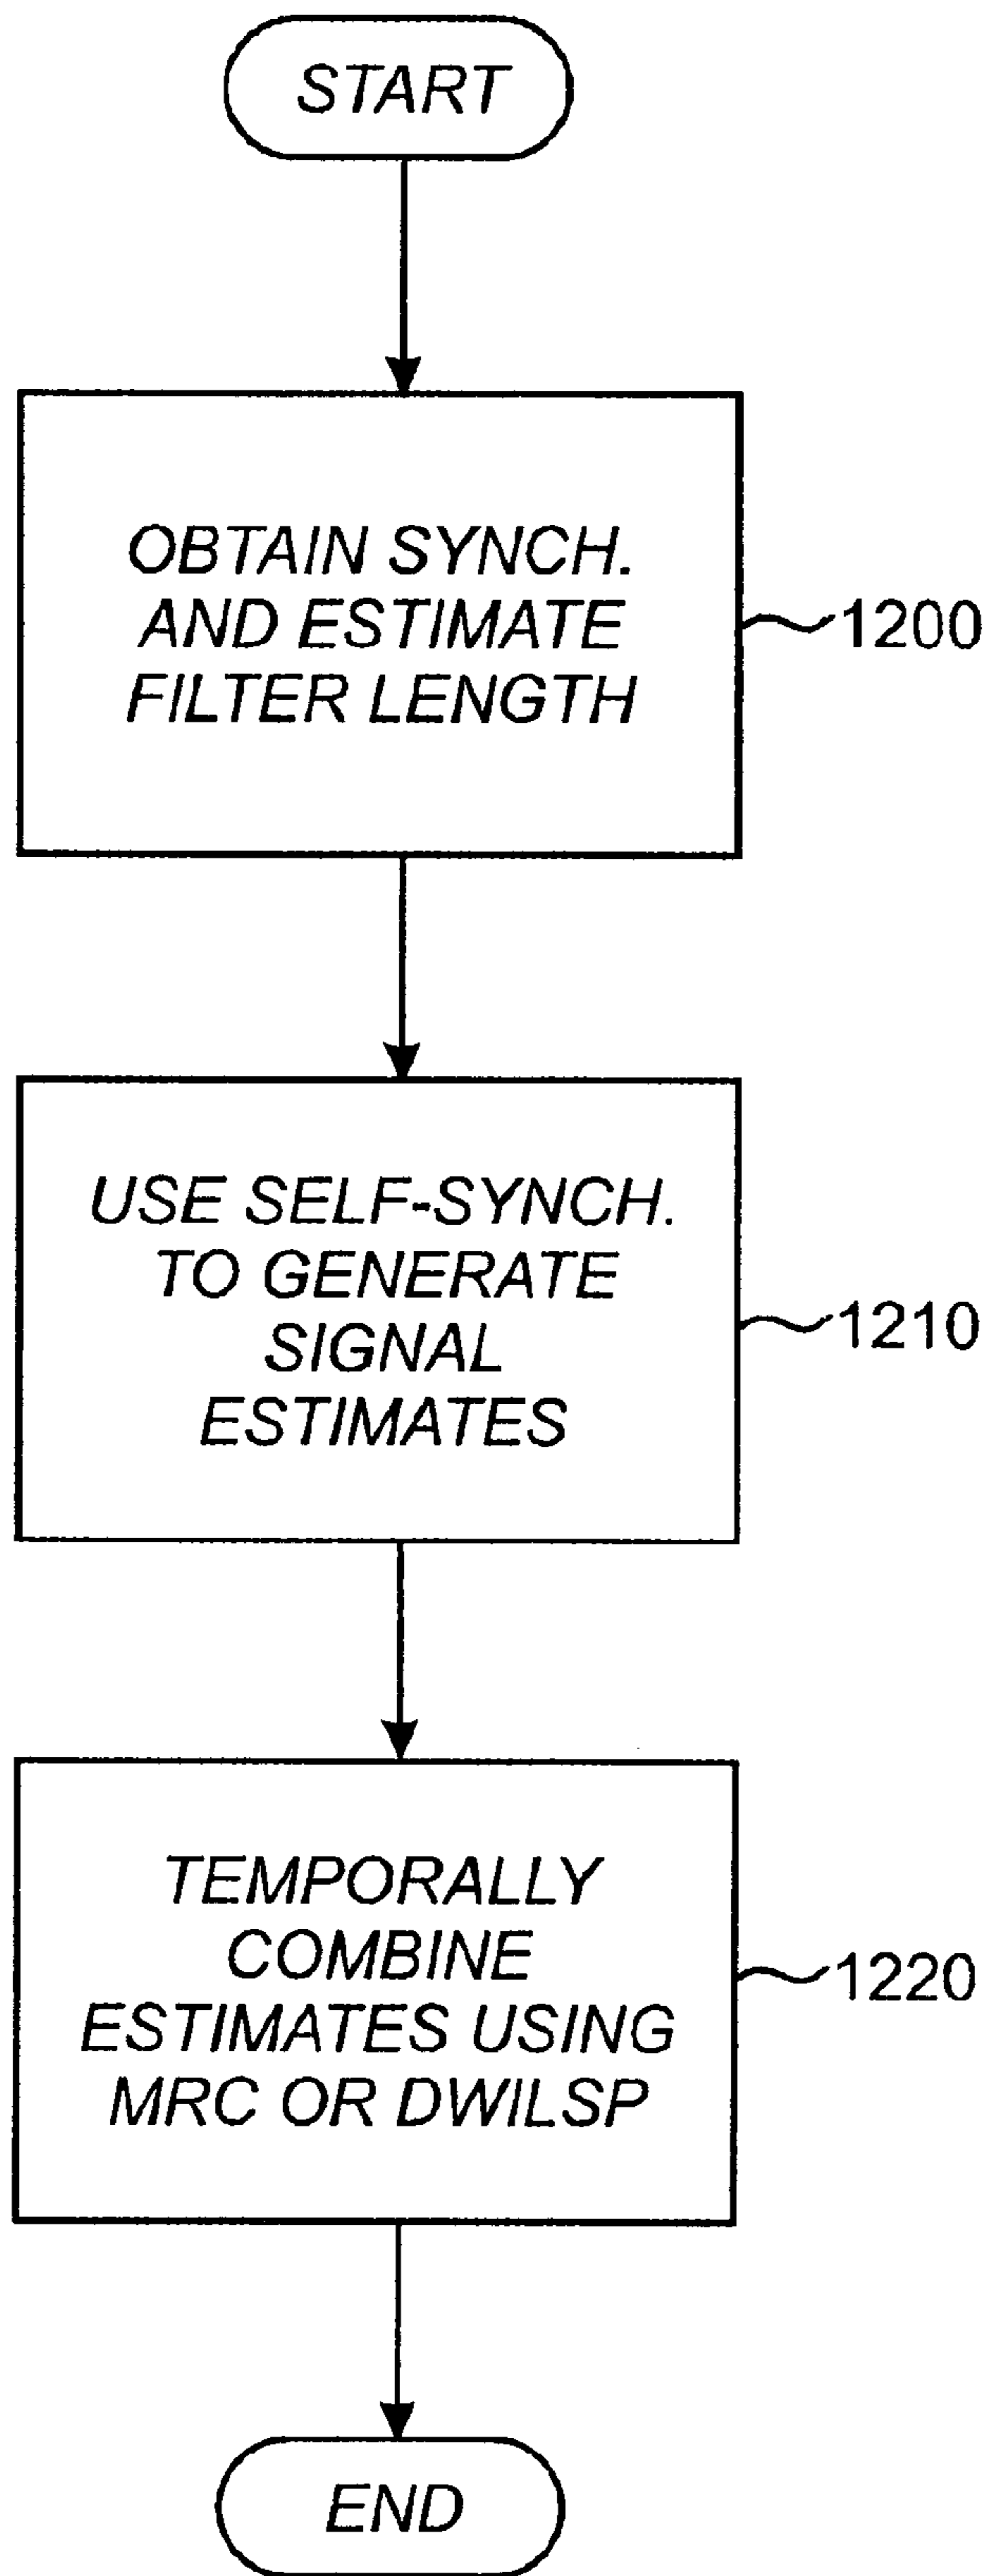 START
OBTAIN SYNCH.
AND ESTIMATE
FILTER LENGTH
1200
USE SELF-SYNCH.
TO GENERATE
SIGNAL
ESTIMATES
1210
TEMPORALLY
COMBINE
ESTIMATES USING
MRC OR DWILSP
1220
END